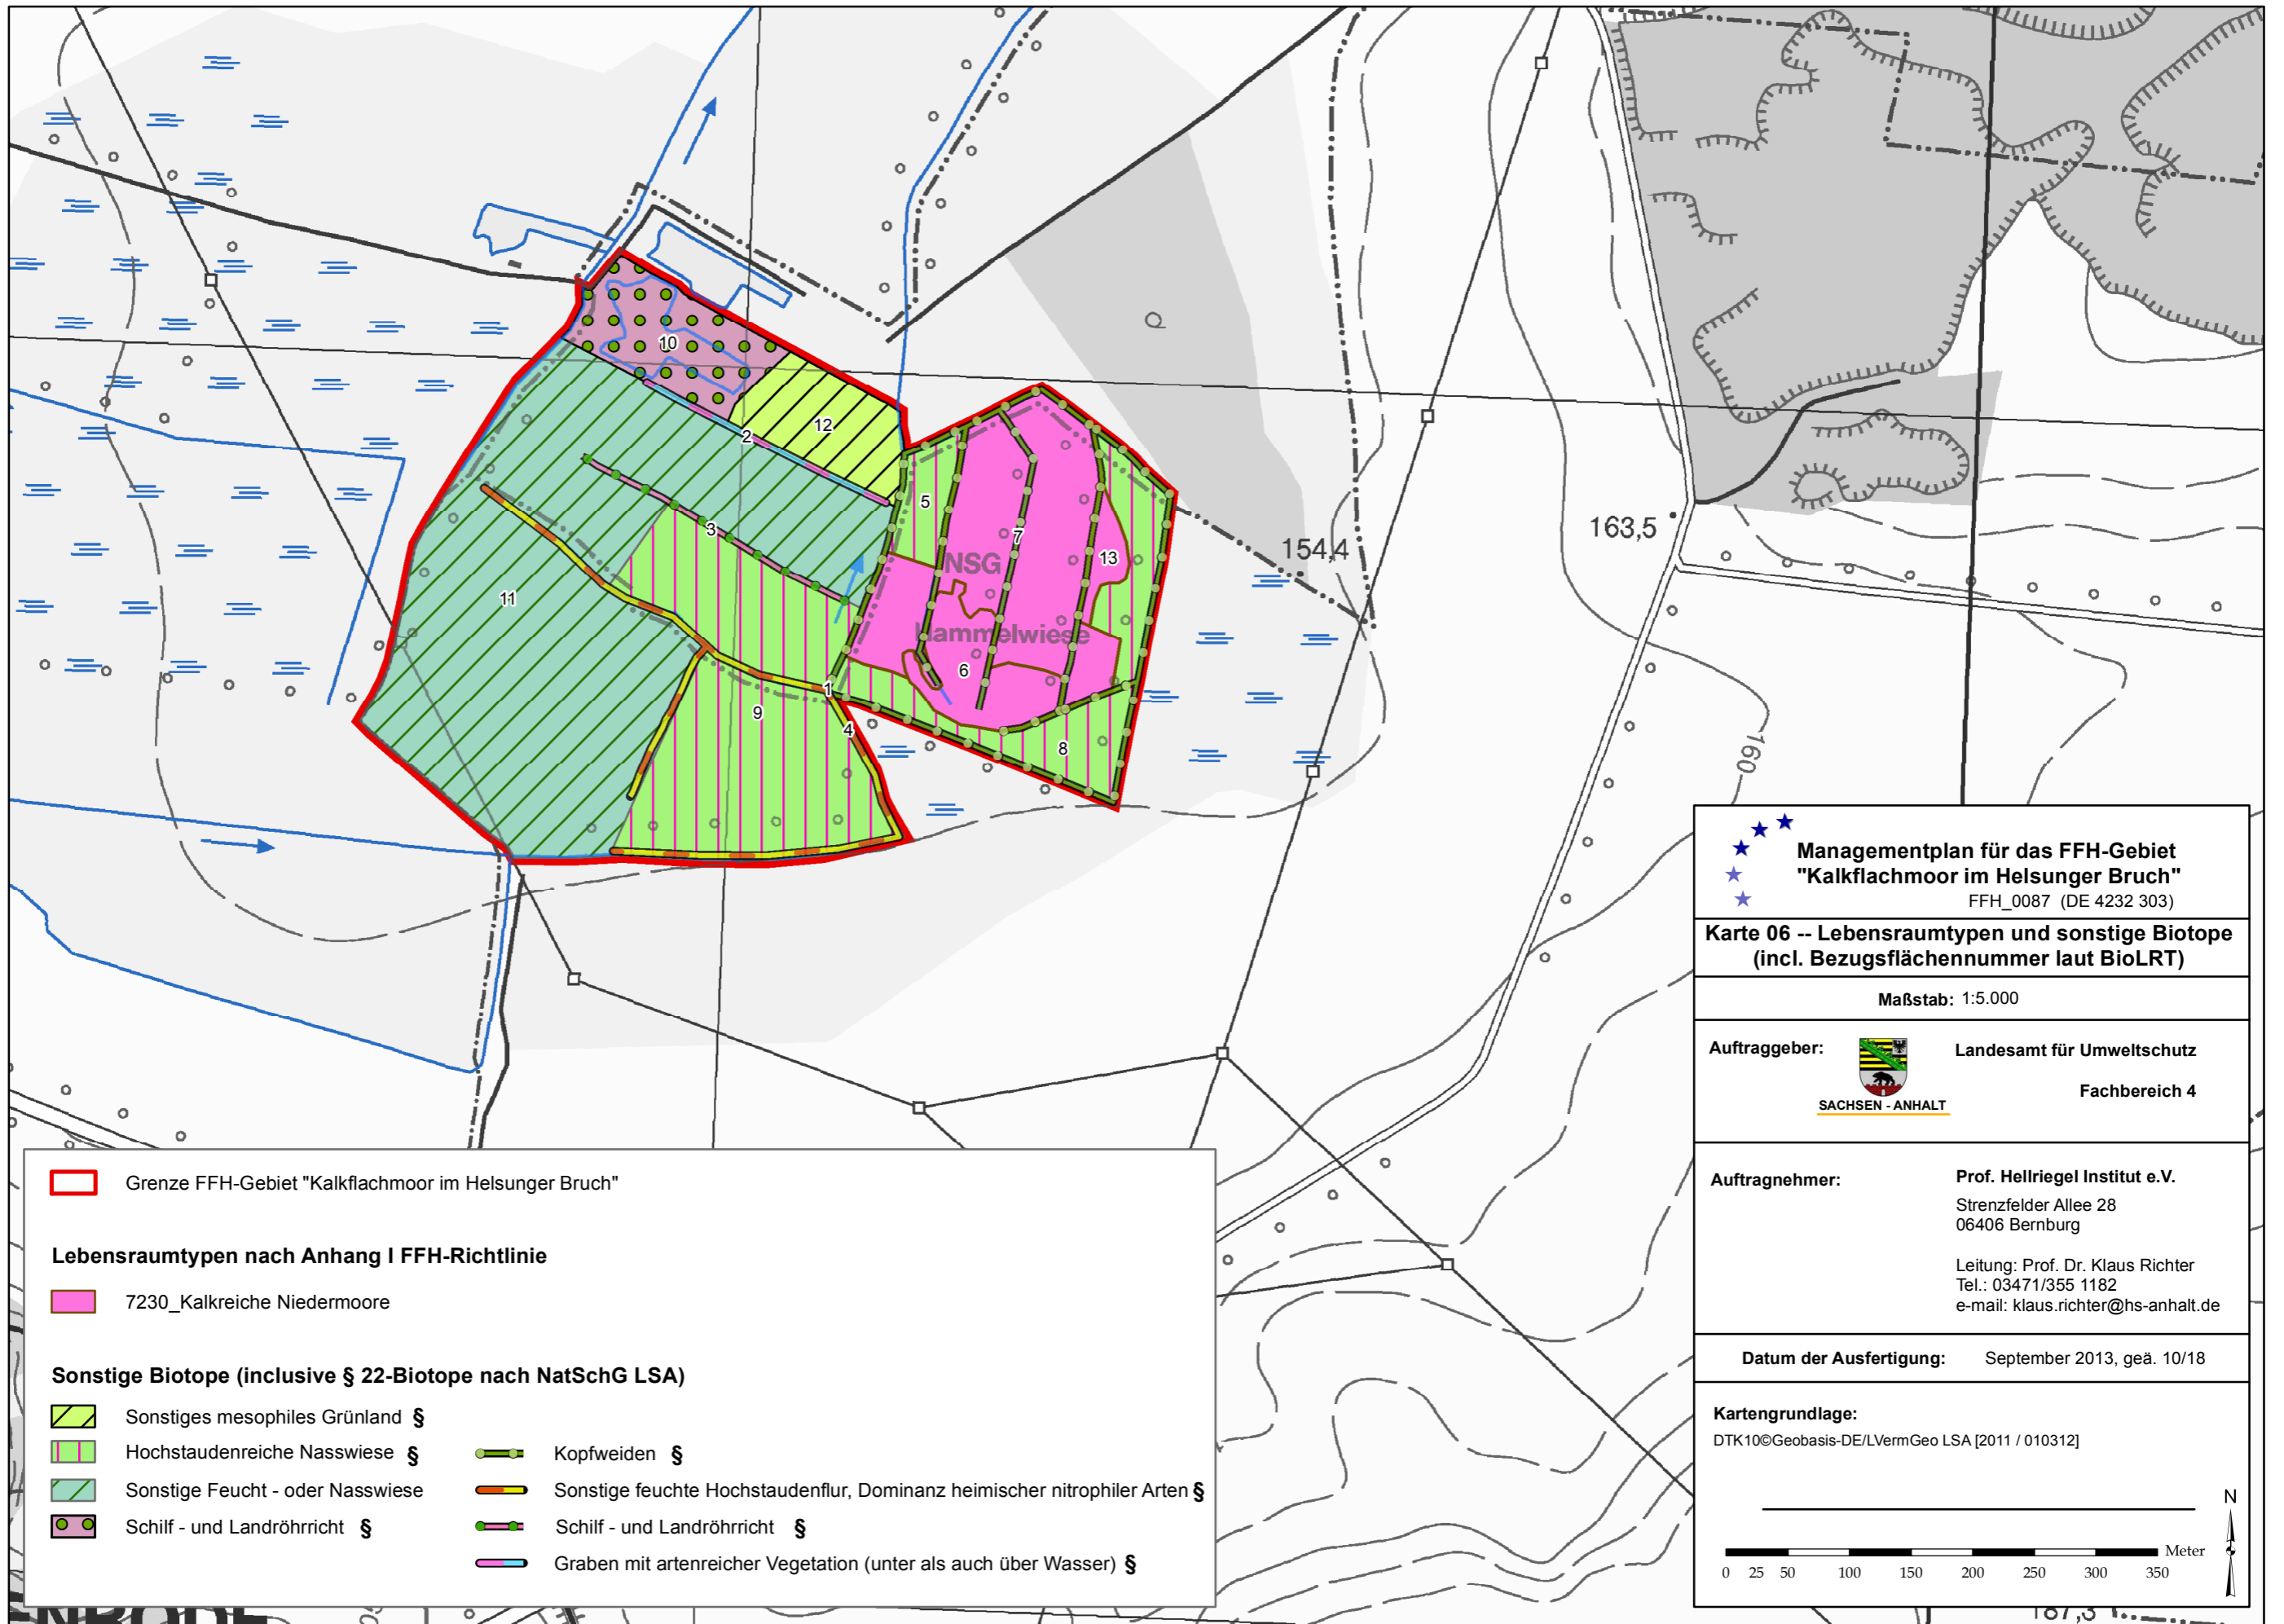 10
12
2
5
3
7
NSG
13
154,4
163,5
11
Hammelwiese
6
1
9
4
8
160
Managementplan für das FFH-Gebiet
"Kalkflachmoor im Helsunger Bruch"
FFH_0087 (DE 4232 303)
Karte 06 -- Lebensraumtypen und sonstige Biotope
(incl. Bezugsflächennummer laut BioLRT)
Maßstab: 1:5.000
Auftraggeber:
Landesamt für Umweltschutz
Fachbereich 4
SACHSEN - ANHALT
Auftragnehmer:
Prof. Hellriegel Institut e.V.
Strenzfelder Allee 28
06406 Bernburg
Leitung: Prof. Dr. Klaus Richter
Tel.: 03471/355 1182
e-mail: klaus.richter@hs-anhalt.de
Datum der Ausfertigung: September 2013, geä. 10/18
Kartengrundlage:
DTK10©Geobasis-DE/LVermGeo LSA [2011 / 010312]
N
Meter
0 25 50 100 150 200 250 300 350
Grenze FFH-Gebiet "Kalkflachmoor im Helsunger Bruch"
Lebensraumtypen nach Anhang I FFH-Richtlinie
7230_Kalkreiche Niedermoore
Sonstige Biotope (inclusive § 22-Biotope nach NatSchG LSA)
Sonstiges mesophiles Grünland §
Hochstaudenreiche Nasswiese §
Sonstige Feucht - oder Nasswiese
Schilf - und Landröhrricht §
Kopfweiden §
Sonstige feuchte Hochstaudenflur, Dominanz heimischer nitrophiler Arten §
Schilf - und Landröhrricht §
Graben mit artenreicher Vegetation (unter als auch über Wasser) §
167,3